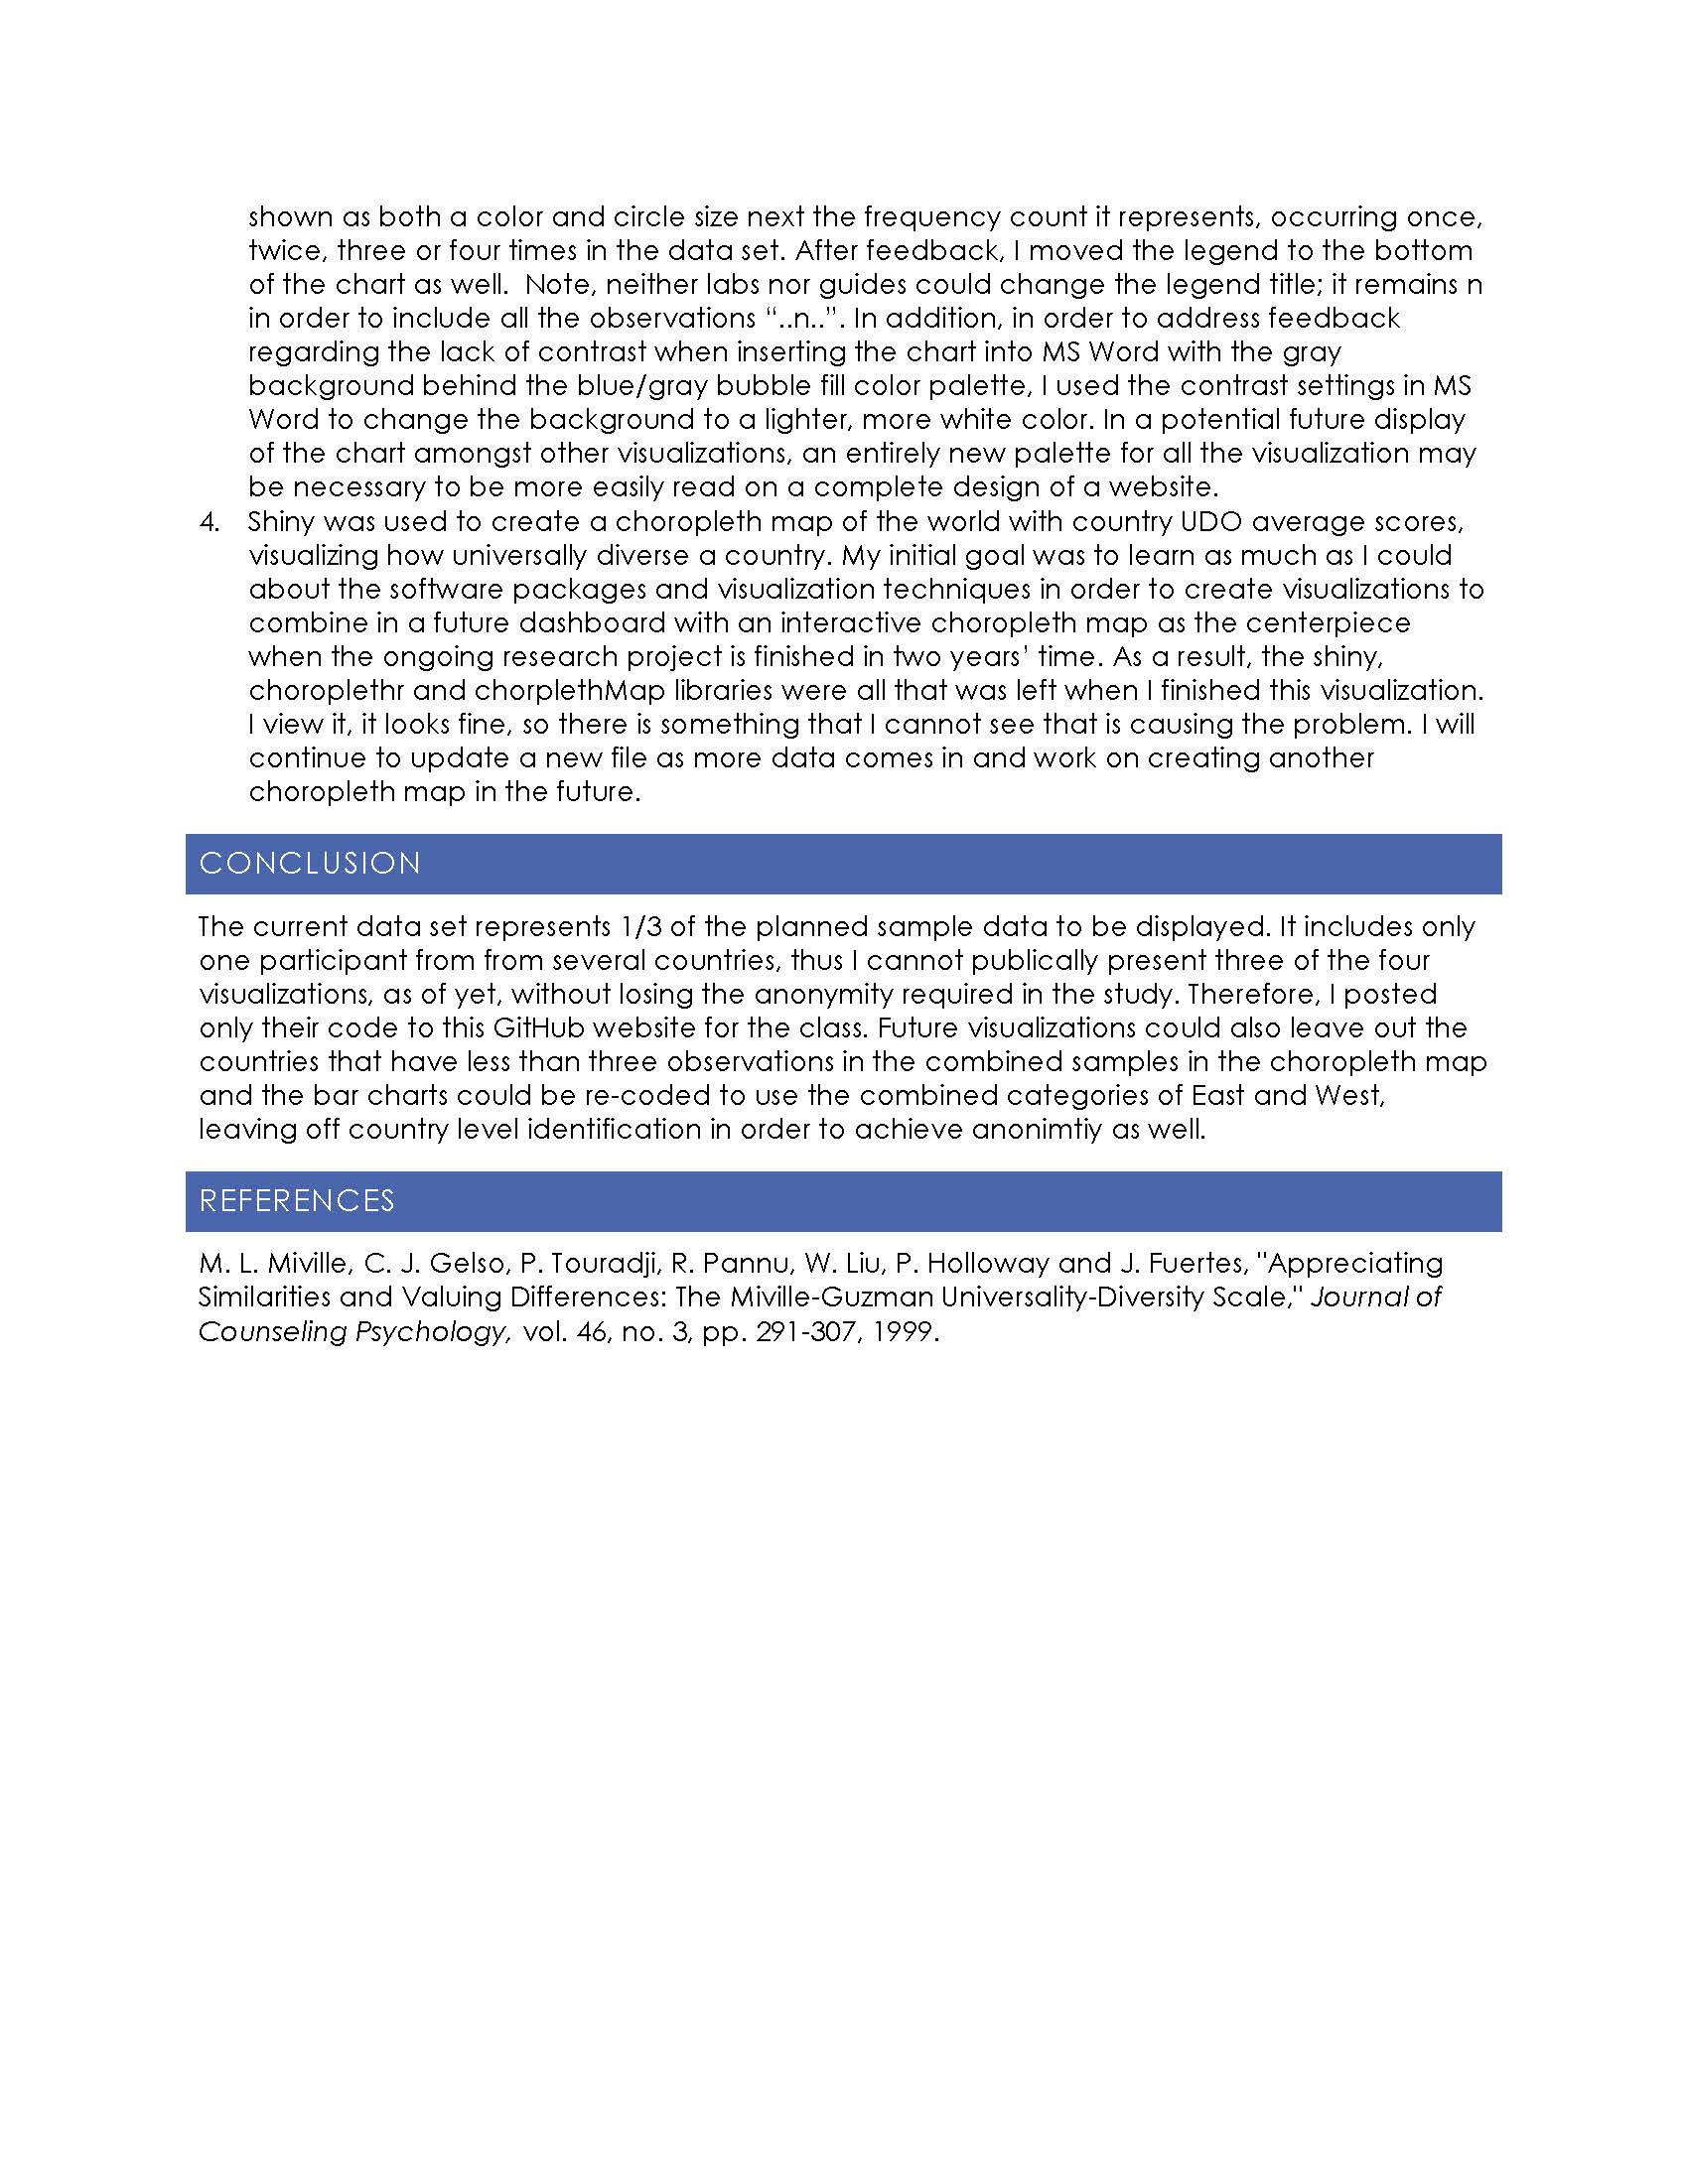 shown as both a color and circle size next the frequency count it represents, occurring once,
twice, three or four times in the data set. After feedback, I moved the legend to the bottom
of the chart as well.  Note, neither labs nor guides could change the legend title; it remains n
in order to include all the observations “..n..”. In addition, in order to address feedback
regarding the lack of contrast when inserting the chart into MS Word with the gray
background behind the blue/gray bubble fill color palette, I used the contrast settings in MS
Word to change the background to a lighter, more white color. In a potential future display
of the chart amongst other visualizations, an entirely new palette for all the visualization may
be necessary to be more easily read on a complete design of a website.
4. Shiny was used to create a choropleth map of the world with country UDO average scores,
visualizing how universally diverse a country. My initial goal was to learn as much as I could
about the software packages and visualization techniques in order to create visualizations to
combine in a future dashboard with an interactive choropleth map as the centerpiece
when the ongoing research project is finished in two years’ time. As a result, the shiny,
choroplethr and chorplethMap libraries were all that was left when I finished this visualization.
I view it, it looks fine, so there is something that I cannot see that is causing the problem. I will
continue to update a new file as more data comes in and work on creating another
choropleth map in the future.
CONCLUSION
The current data set represents 1/3 of the planned sample data to be displayed. It includes only
one participant from from several countries, thus I cannot publically present three of the four
visualizations, as of yet, without losing the anonymity required in the study. Therefore, I posted
only their code to this GitHub website for the class. Future visualizations could also leave out the
countries that have less than three observations in the combined samples in the choropleth map
and the bar charts could be re-coded to use the combined categories of East and West,
leaving off country level identification in order to achieve anonimtiy as well.
REFERENCES
M. L. Miville, C. J. Gelso, P. Touradji, R. Pannu, W. Liu, P. Holloway and J. Fuertes, "Appreciating
Similarities and Valuing Differences: The Miville-Guzman Universality-Diversity Scale," Journal of
Counseling Psychology, vol. 46, no. 3, pp. 291-307, 1999.